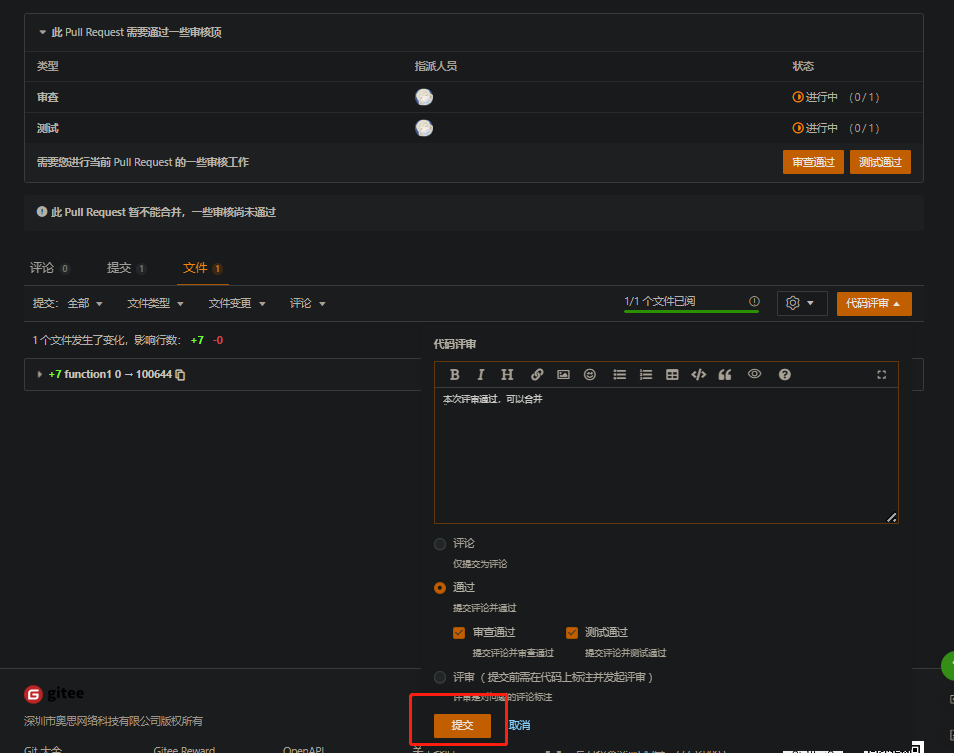 此 Pull Request 需要通过一些审核项
类型 指派人员 状态
审查 进行中 (0/1)
测试 进行中 (0/1)
需要您进行当前 Pull Request 的一些审核工作 审查通过 测试通过
此 Pull Request 暂不能合并，一些审核尚未通过
评论 0 提交 1 文件 1
提交： 全部 文件类型 文件变更 评论 1/1 个文件已阅 代码评审
1 个文件发生了变化，影响行数： +7 -0
代码评审
+7 function1 0 → 100644
B I H
本次评审通过，可以合并
评论
仅提交为评论
通过
提交评论并通过
审查通过 测试通过
提交评论并审查通过 提交评论并测试通过
评审（提交前需在代码上标注并发起评审）
评审是对问题的评论标注
G gitee
提交 取消
深圳市奥思网络科技有限公司版权所有
Git 大全 Gitee Reward OpenAPI